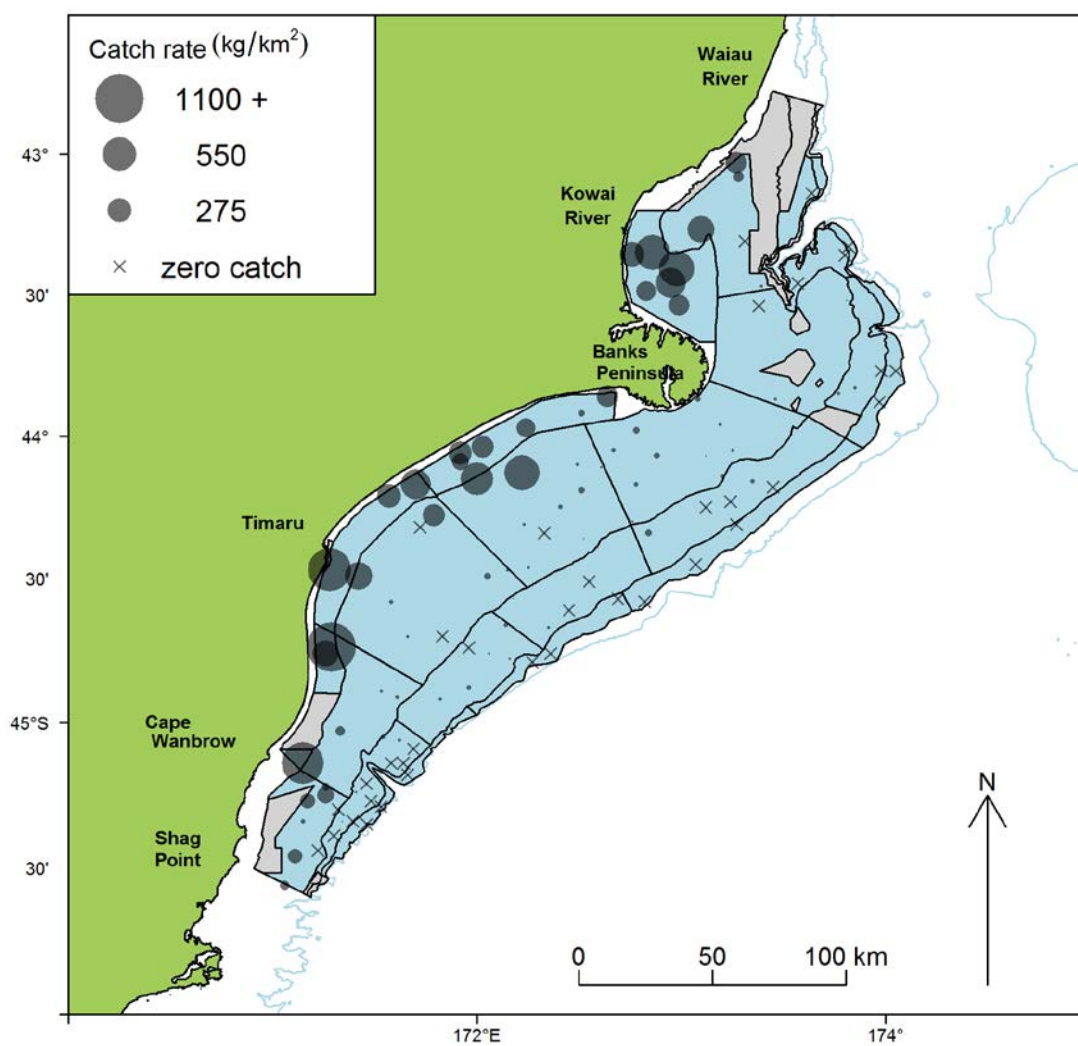 Catch rate (kg/km²)
1100 +
550
275
× zero catch
Waiau
River
43°
Kowai
River
30'
Banks
Peninsula
44°
Timaru
30'
45°S
Cape
Wanbrow
N
Shag
Point
30'
0 50 100 km
172°E 174°